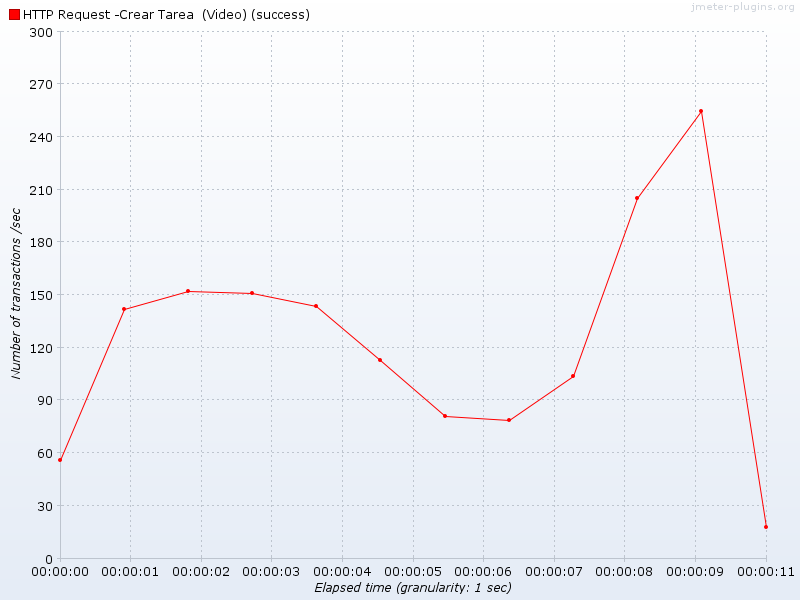 jmeter-plugins.org
HTTP Request -Crear Tarea (Video) (success)
300
270
240
210
180
150
120
90
60
30
0
Number of transactions /sec
00:00:00 00:00:01 00:00:02 00:00:03 00:00:04 00:00:05 00:00:06 00:00:07 00:00:08 00:00:09 00:00:11
Elapsed time (granularity: 1 sec)